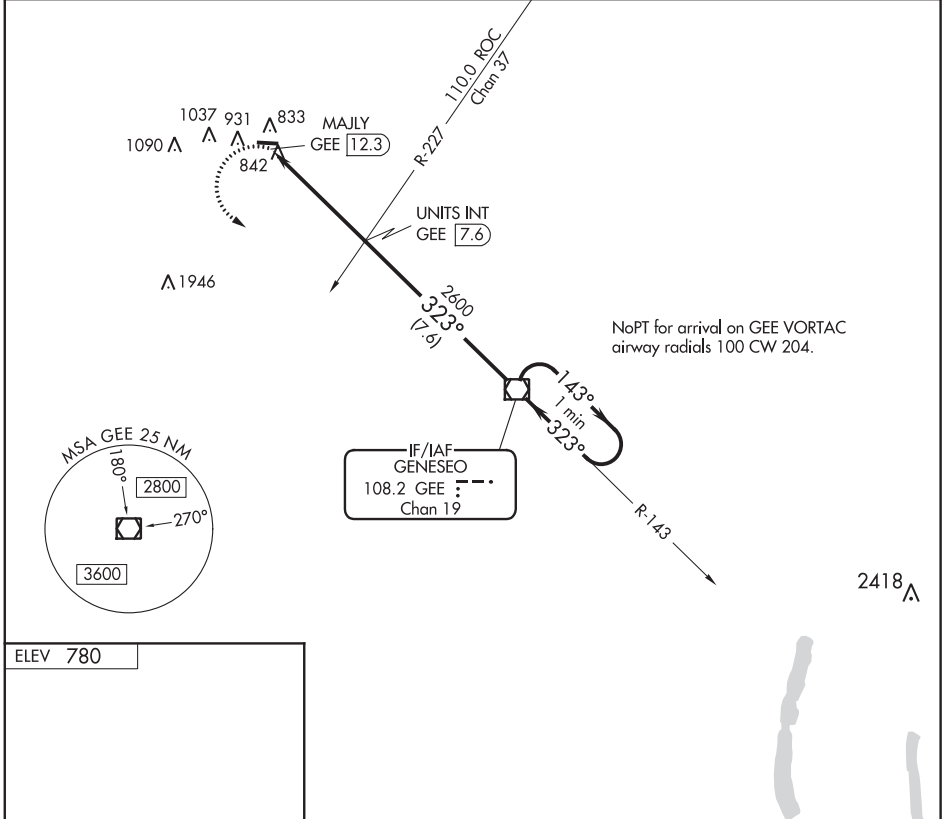 110.0 ROC
Chan 37
R-227
1037
931
833
1090
842
MAJLY
GEE 12.3
UNITS INT
GEE 7.6
1946
2600
323°
(7.6)
NoPT for arrival on GEE VORTAC
airway radials 100 CW 204.
143°
1 min
323°
IF/IAF
GENESEO
108.2 GEE
Chan 19
R-143
MSA GEE 25 NM
180°
2800
270°
3600
2418
ELEV 780